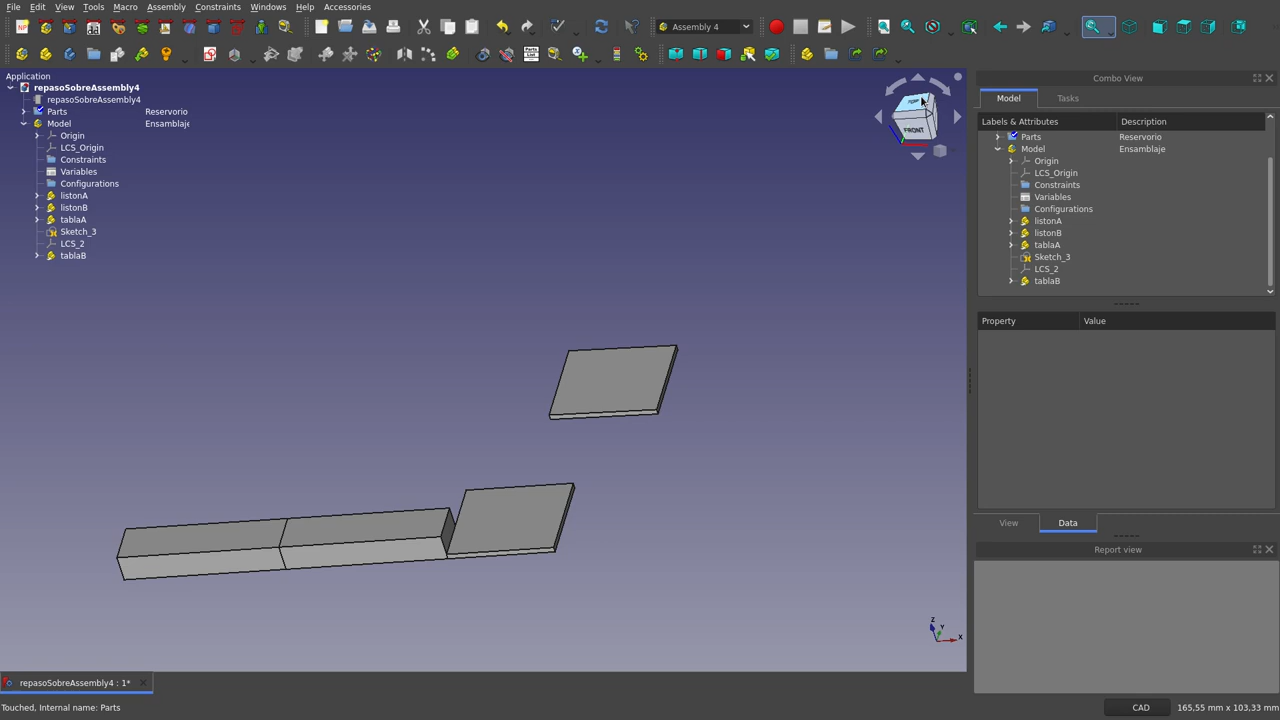 File Edit View Tools Macro Assembly Constraints Windows Help Accessories
Assembly 4
Application
repasoSobreAssembly4
repasoSobreAssembly4
Parts Reservorio
Model Ensamblaje
Origin
LCS_Origin
Constraints
Variables
Configurations
listonA
listonB
tablaA
Sketch_3
LCS_2
tablaB
FRONT
Z
Y
X
Combo View
Model Tasks
Labels & Attributes Description
Parts Reservorio
Model Ensamblaje
Origin
LCS_Origin
Constraints
Variables
Configurations
listonA
listonB
tablaA
Sketch_3
LCS_2
tablaB
Property Value
View Data
Report view
repasoSobreAssembly4 : 1*
Touched, Internal name: Parts
CAD 165,55 mm x 103,33 mm